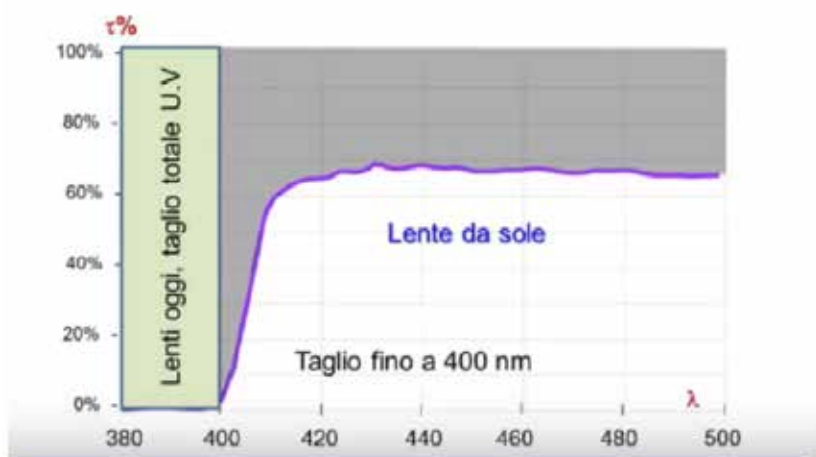 τ%
100%
80%
60%
40%
20%
0%
Lenti oggi, taglio totale U.V
Lente da sole
Taglio fino a 400 nm
λ
380 400 420 440 460 480 500